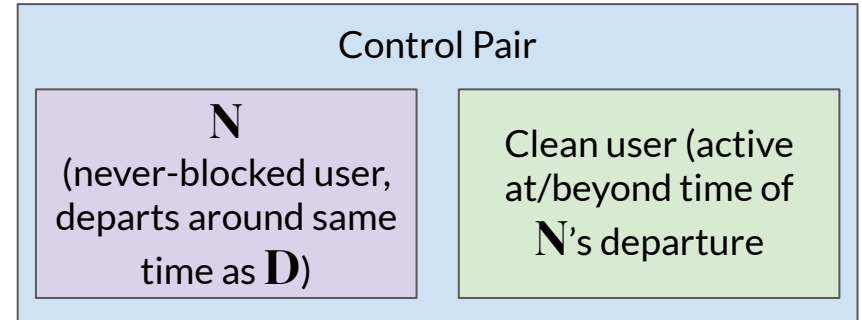 Control Pair
N
(never-blocked user,
departs around same
time as D)
Clean user (active
at/beyond time of
N's departure